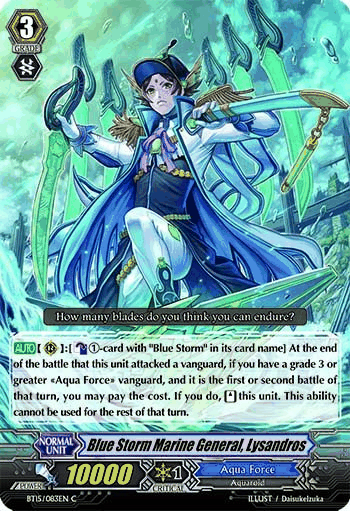 3
GRADE
How many blades do you think you can endure?
AUTO【 】:[ ①-card with "Blue Storm" in its card name] At the end
of the battle that this unit attacked a vanguard, if you have a grade 3 or
greater «Aqua Force» vanguard, and it is the first or second battle of
that turn, you may pay the cost. If you do, [ ] this unit. This ability
cannot be used for the rest of that turn.
NORMAL UNIT Blue Storm Marine General, Lysandros
POWER 10000 1 CRITICAL Aqua Force
Aquaroid
BT15/083EN C ILLUST / DaisukeIzuka